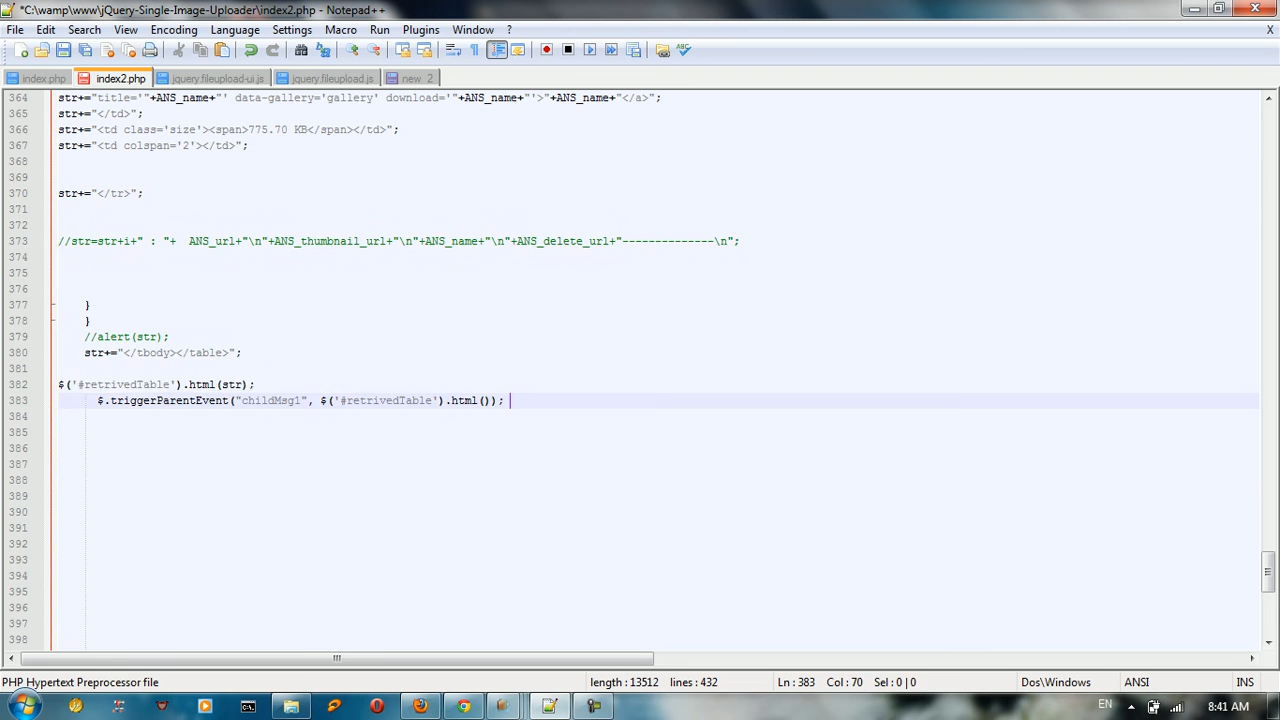 *C:\wamp\www\jQuery-Single-Image-Uploader\index2.php - Notepad++
File Edit Search View Encoding Language Settings Macro Run Plugins Window ? X
index.php index2.php jquery.fileupload-ui.js jquery.fileupload.js new 2
364 str+="title='"+ANS_name+"' data-gallery='gallery' download='"+ANS_name+"'>"+ANS_name+"</a>";
365 str+="</td>";
366 str+="<td class='size'><span>775.70 KB</span></td>";
367 str+="<td colspan='2'></td>";
368
369
370 str+="</tr>";
371
372
373 //str=str+i+" : "+  ANS_url+"\n"+ANS_thumbnail_url+"\n"+ANS_name+"\n"+ANS_delete_url+"--------------\n";
374
375
376
377 }
378 }
379 //alert(str);
380 str+="</tbody></table>";
381
382 $('#retrivedTable').html(str);
383 $.triggerParentEvent("childMsg1", $('#retrivedTable').html());
384
385
386
387
388
389
390
391
392
393
394
395
396
397
398
PHP Hypertext Preprocessor file length : 13512 lines : 432 Ln : 383 Col : 70 Sel : 0 | 0 Dos\Windows ANSI INS
EN 8:41 AM